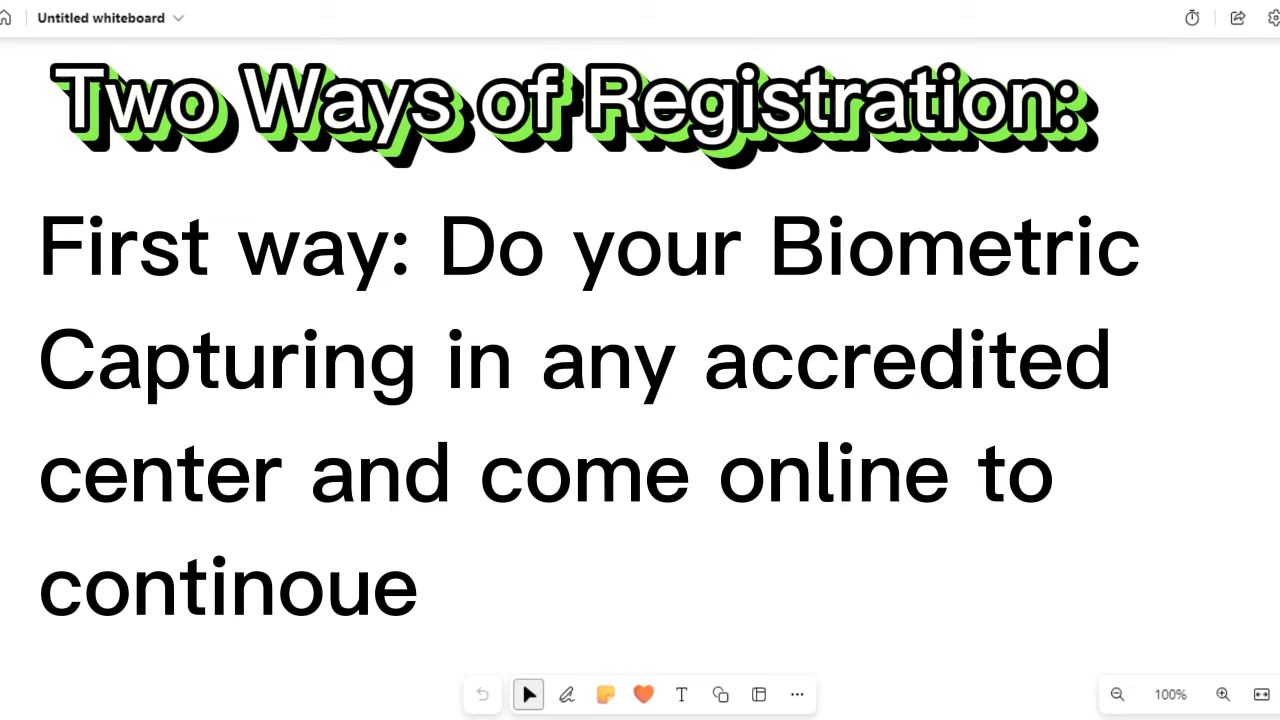 Untitled whiteboard
Two Ways of Registration:
First way: Do your Biometric
Capturing in any accredited
center and come online to
continoue
T
100%